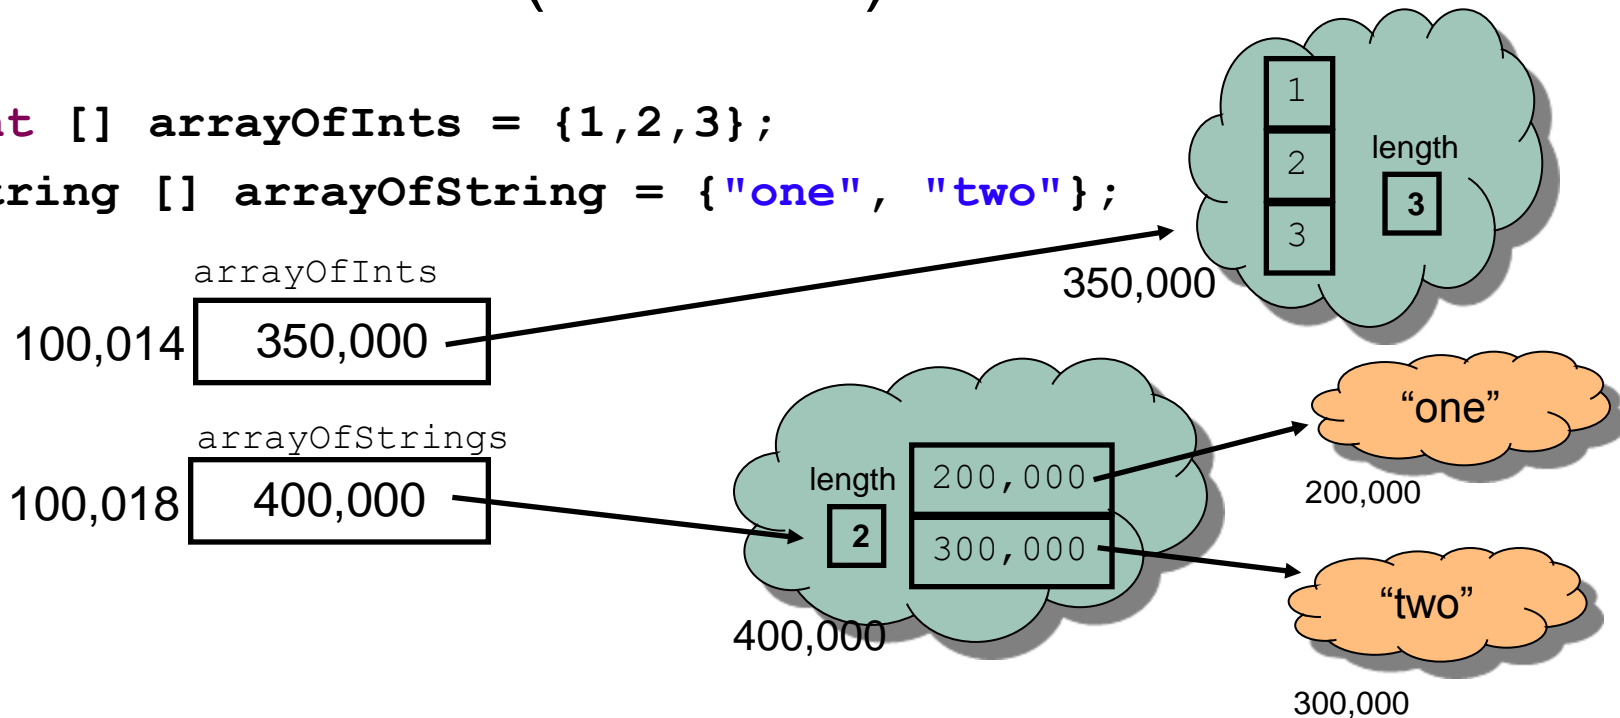 ( )
t [] arrayOfInts = {1,2,3};
tring [] arrayOfString = {"one", "two"};
1
2
3
length
3
350,000
arrayOfInts
100,014
350,000
arrayOfStrings
100,018
400,000
length
2
200,000
300,000
400,000
“one”
200,000
“two”
300,000